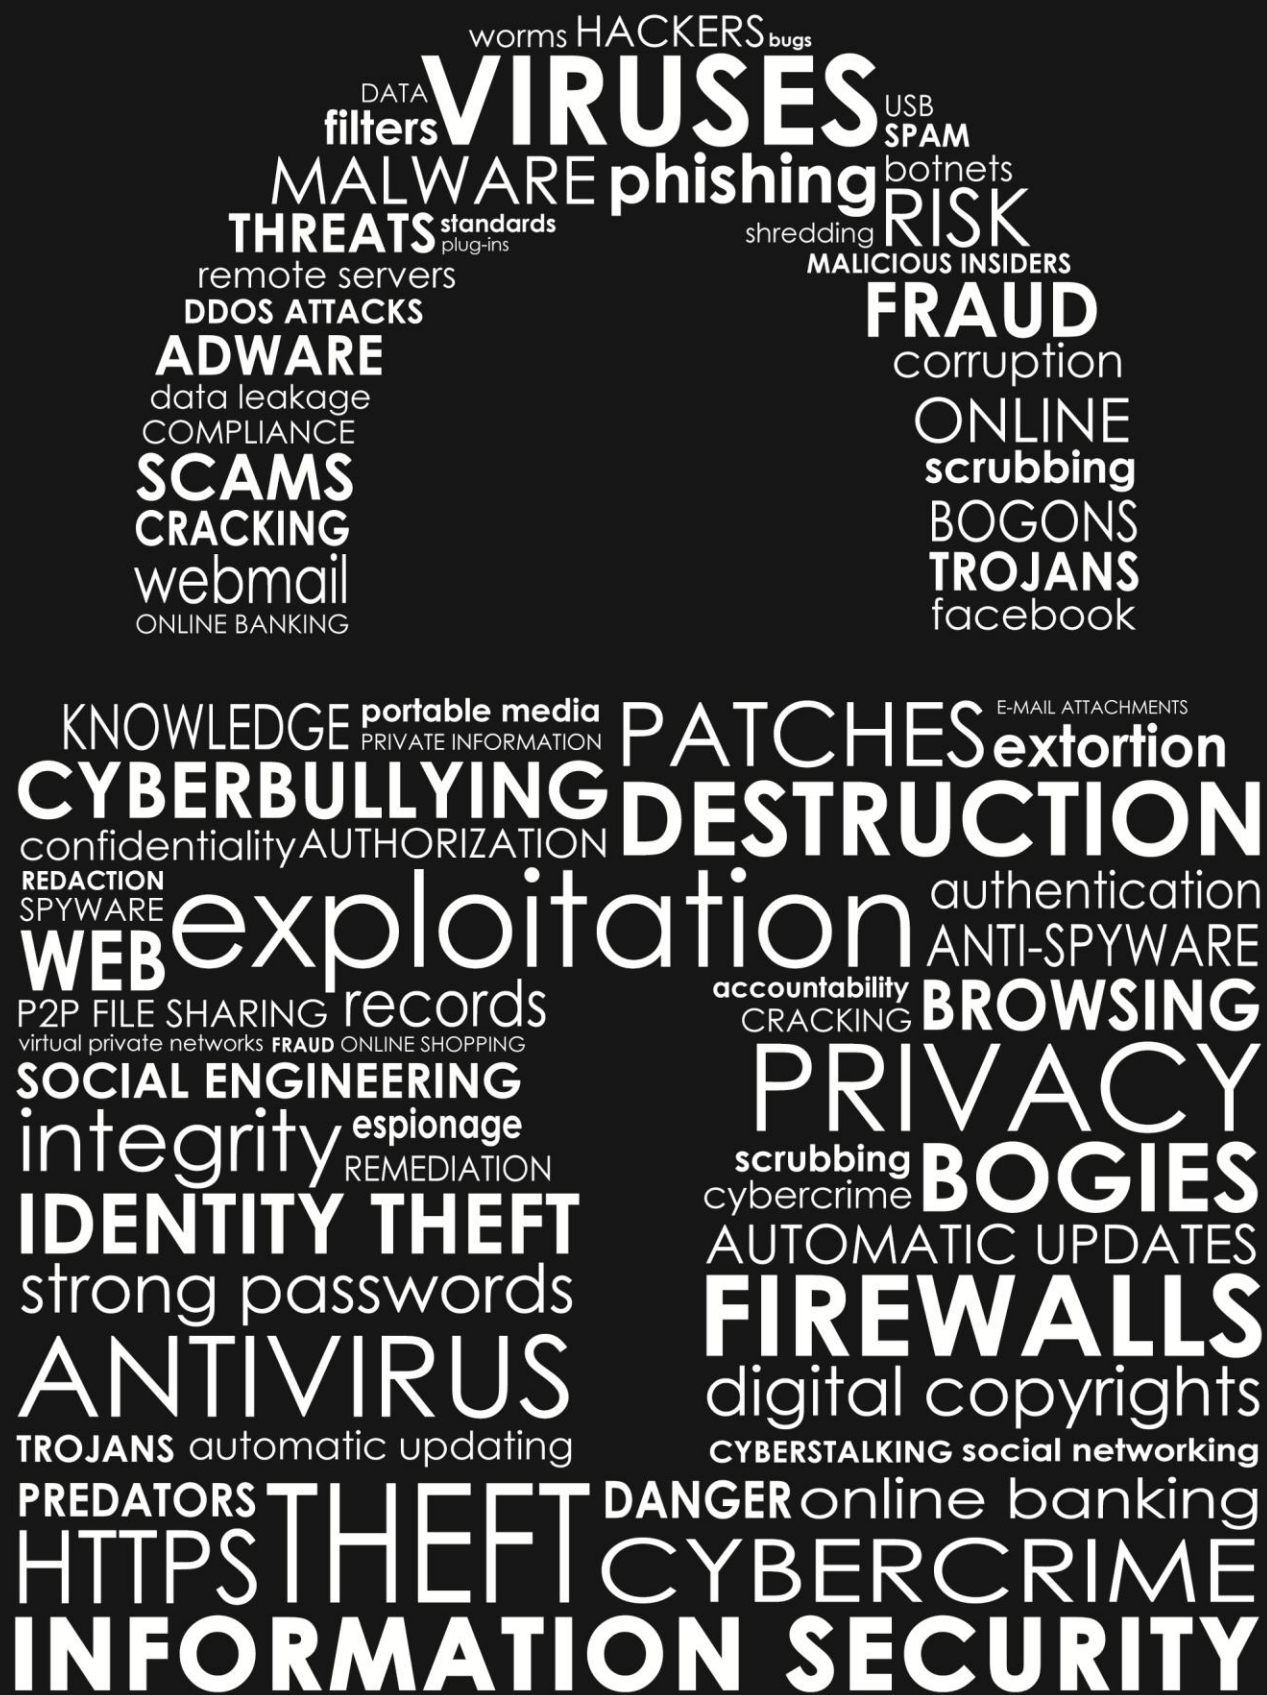 worms HACKERS bugs
DATA
filters
VIRUSES
USB
SPAM
MALWARE phishing
botnets
RISK
THREATS standards
plug-ins
shredding
remote servers
MALICIOUS INSIDERS
DDOS ATTACKS
FRAUD
ADWARE
corruption
data leakage
ONLINE
COMPLIANCE
scrubbing
SCAMS
BOGONS
CRACKING
TROJANS
webmail
facebook
ONLINE BANKING
KNOWLEDGE portable media
PRIVATE INFORMATION
PATCHES
E-MAIL ATTACHMENTS
extortion
CYBERBULLYING
DESTRUCTION
confidentiality AUTHORIZATION
REDACTION
SPYWARE
WEB
exploitation
authentication
ANTI-SPYWARE
P2P FILE SHARING records
accountability
CRACKING
BROWSING
virtual private networks FRAUD ONLINE SHOPPING
SOCIAL ENGINEERING
PRIVACY
integrity
espionage
REMEDIATION
scrubbing
cybercrime
BOGIES
IDENTITY THEFT
AUTOMATIC UPDATES
strong passwords
FIREWALLS
ANTIVIRUS
digital copyrights
TROJANS automatic updating
CYBERSTALKING social networking
PREDATORS
HTTPS
THEFT
DANGER online banking
CYBERCRIME
INFORMATION SECURITY